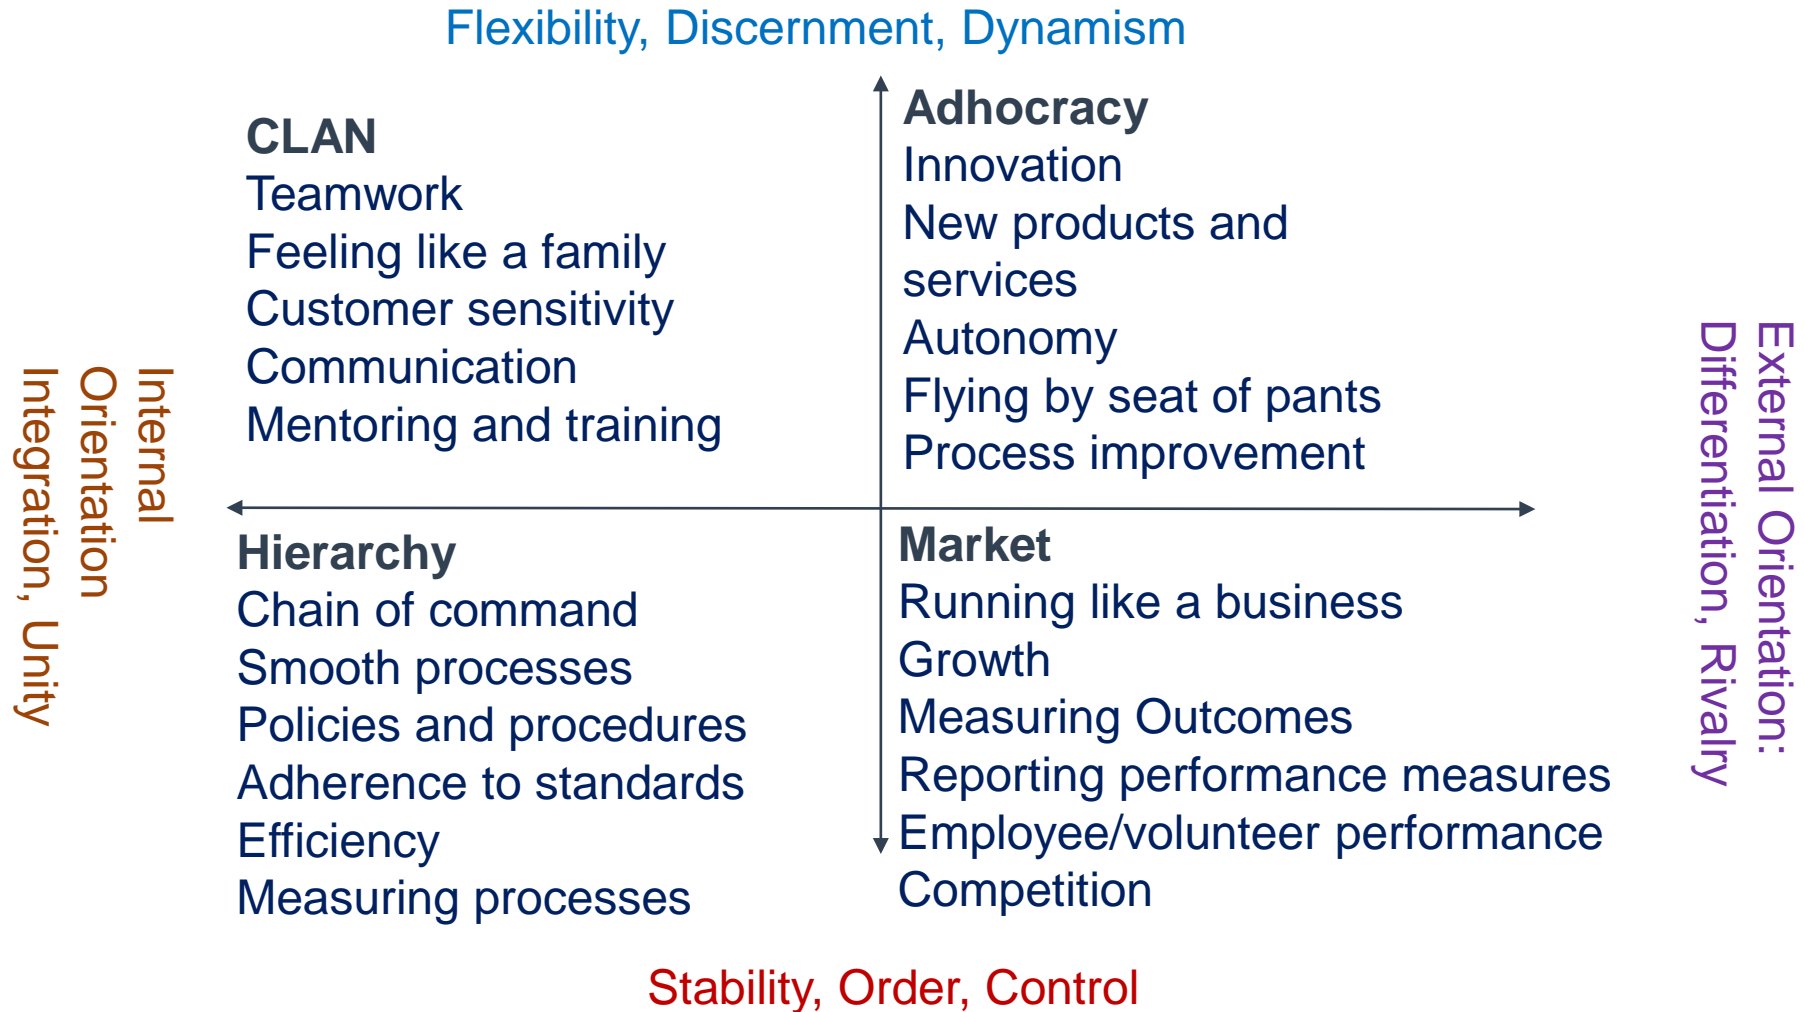 Flexibility, Discernment, Dynamism
CLAN
Teamwork
Feeling like a family
Customer sensitivity
Communication
Mentoring and training
Adhocracy
Innovation
New products and
services
Autonomy
Flying by seat of pants
Process improvement
Internal
Orientation
Integration, Unity
External Orientation:
Differentiation, Rivalry
Hierarchy
Chain of command
Smooth processes
Policies and procedures
Adherence to standards
Efficiency
Measuring processes
Market
Running like a business
Growth
Measuring Outcomes
Reporting performance measures
Employee/volunteer performance
Competition
Stability, Order, Control